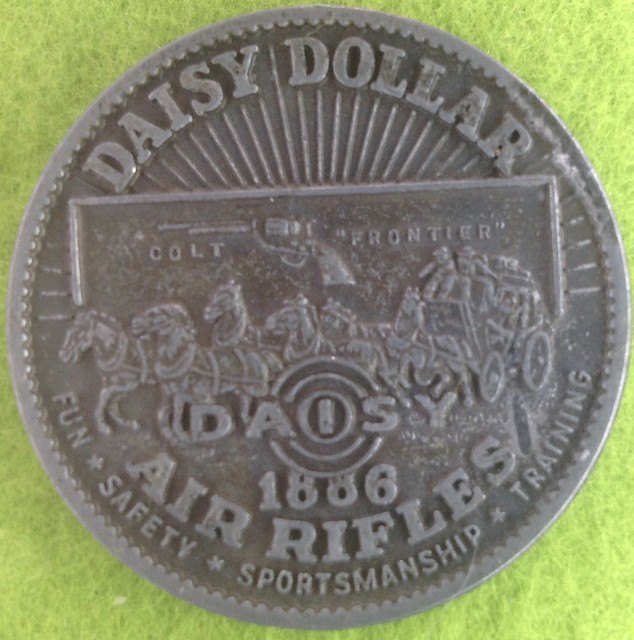 DAISY DOLLAR
COLT "FRONTIER"
DAISY
1886
AIR RIFLES
FUN ★ SAFETY ★ SPORTSMANSHIP ★ TRAINING